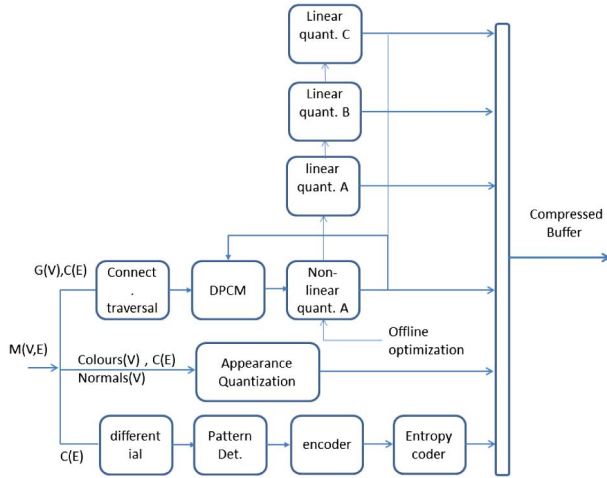 Linear
quant. C
Linear
quant. B
linear
quant. A
Compressed
Buffer
G(V),C(E)
Connect
.
traversal
DPCM
Non-
linear
quant. A
Offline
optimization
M(V,E)
Colours(V) , C(E)
Normals(V)
Appearance
Quantization
C(E)
different
ial
Pattern
Det.
encoder
Entropy
coder